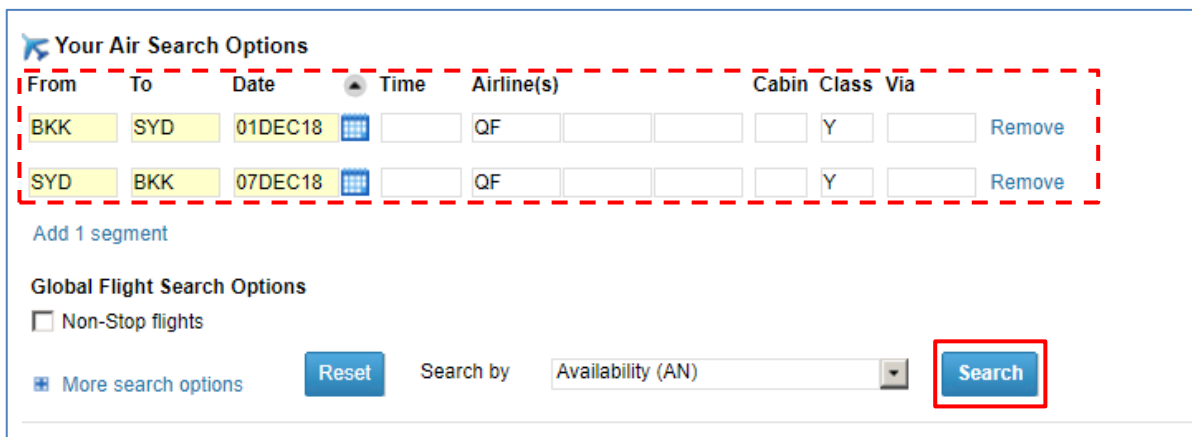 Your Air Search Options
From To Date Time Airline(s) Cabin Class Via
BKK SYD 01DEC18 QF Y Remove
SYD BKK 07DEC18 QF Y Remove
Add 1 segment
Global Flight Search Options
Non-Stop flights
More search options Reset Search by Availability (AN) Search